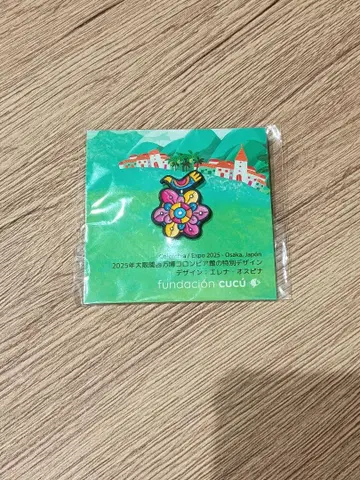 / Expo 2025 - Osaka, Japón
2025年大阪関西万博コロンビア館の特別デザイン
デザイン：エレナ・オスピナ
fundación cucú